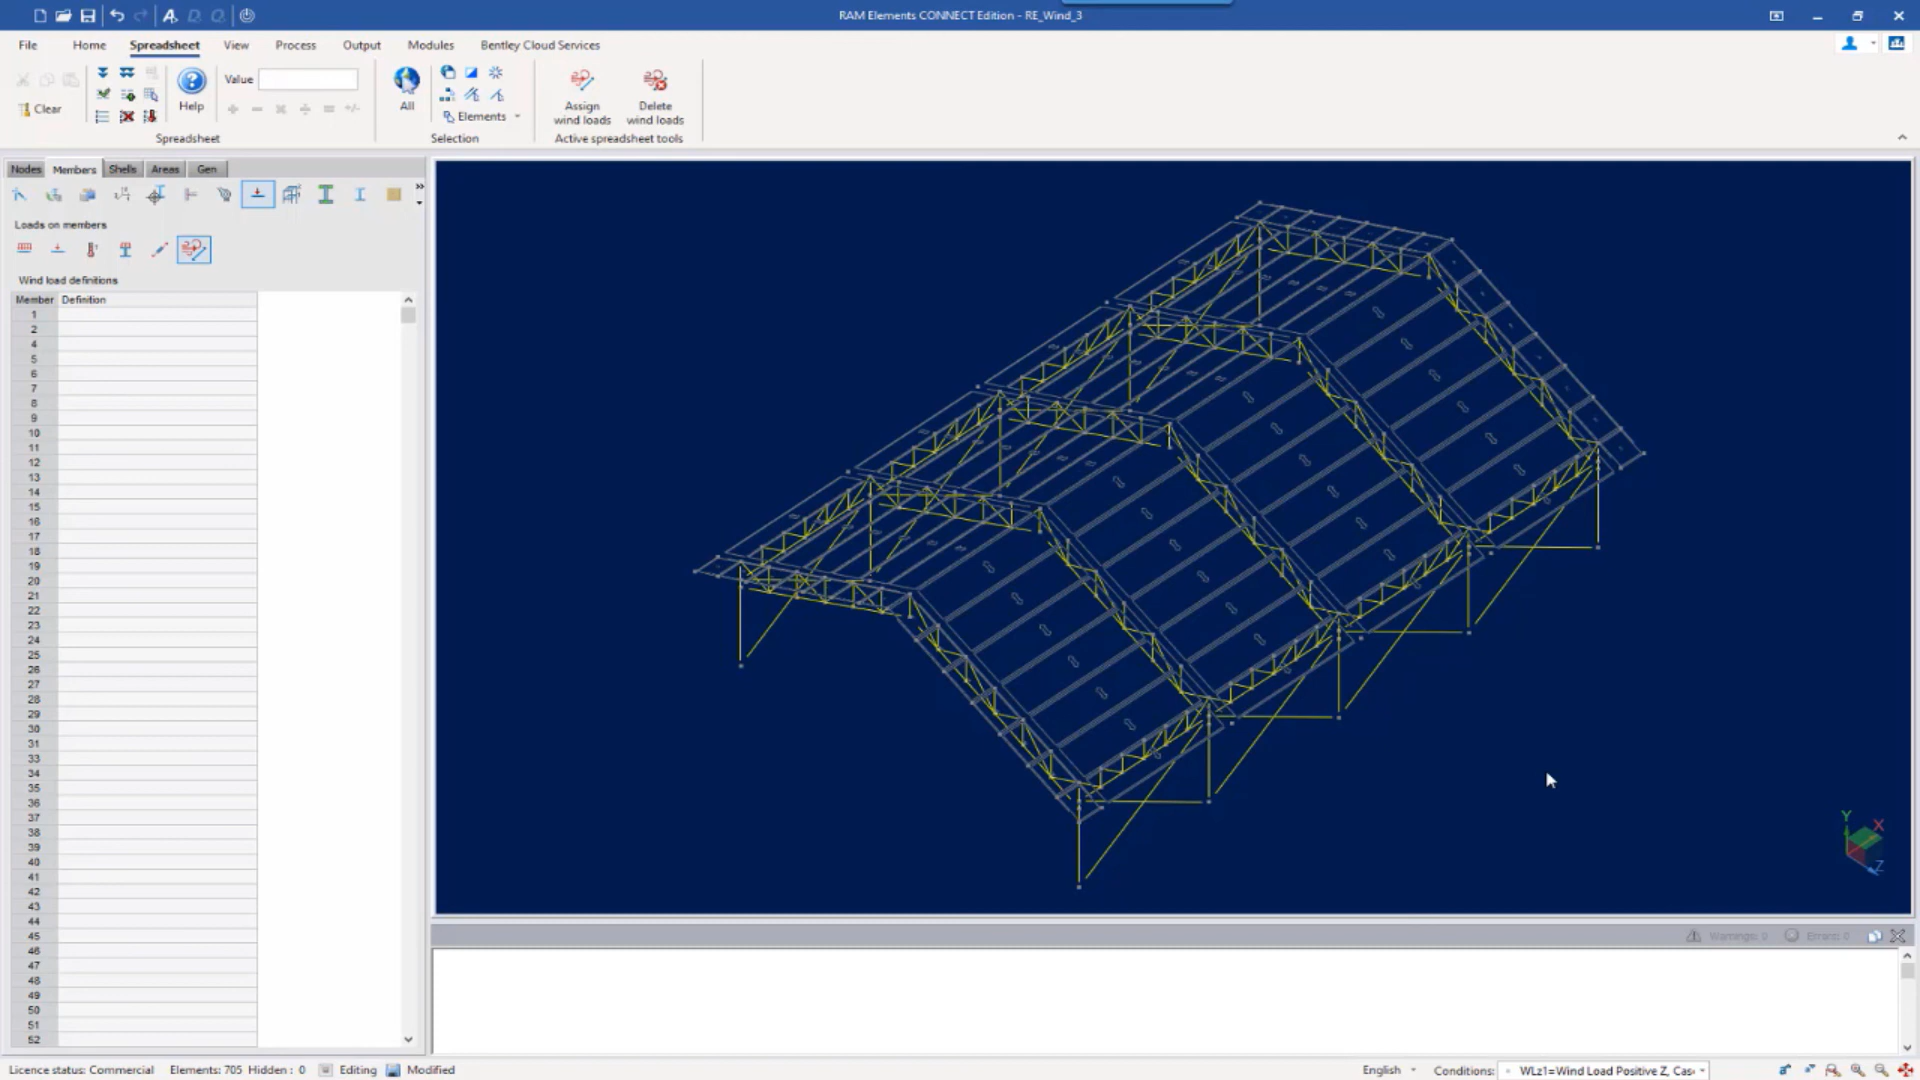 RAM Elements CONNECT Edition - RE_Wind_3
File Home Spreadsheet View Process Output Modules Bentley Cloud Services
Clear
Help
Value
Spreadsheet
All
Elements
Selection
Assign wind loads
Delete wind loads
Active spreadsheet tools
Nodes Members Shells Areas Gen
Loads on members
Wind load definitions
Member Definition
1
2
4
5
6
7
8
9
10
11
12
13
14
15
16
17
18
19
20
21
22
23
24
25
26
27
28
29
30
31
33
34
35
36
37
38
39
40
41
42
43
44
45
46
47
48
49
50
51
52
Y
X
Z
Warnings: 0 Errors: 0
Licence status: Commercial Elements: 705 Hidden : 0 Editing Modified English Conditions: WLz1=Wind Load Positive Z, Cas